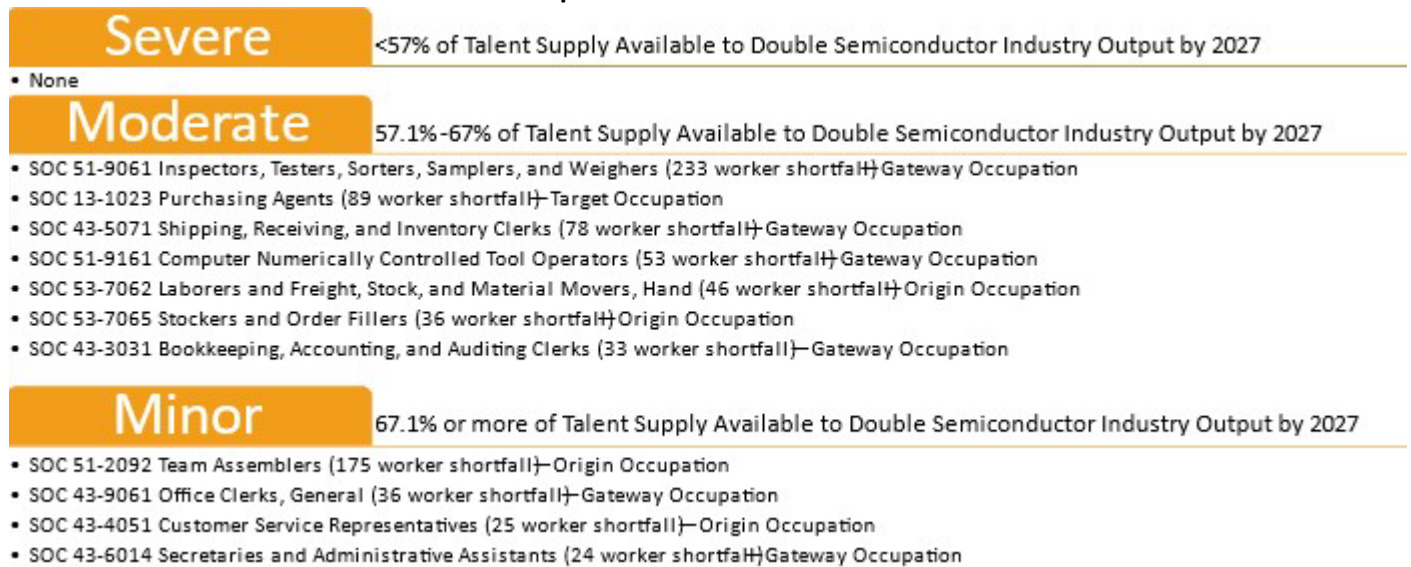 Severe
<57% of Talent Supply Available to Double Semiconductor Industry Output by 2027
• None
Moderate
57.1%-67% of Talent Supply Available to Double Semiconductor Industry Output by 2027
• SOC 51-9061 Inspectors, Testers, Sorters, Samplers, and Weighers (233 worker shortfall)–Gateway Occupation
• SOC 13-1023 Purchasing Agents (89 worker shortfall)–Target Occupation
• SOC 43-5071 Shipping, Receiving, and Inventory Clerks (78 worker shortfall)–Gateway Occupation
• SOC 51-9161 Computer Numerically Controlled Tool Operators (53 worker shortfall)–Gateway Occupation
• SOC 53-7062 Laborers and Freight, Stock, and Material Movers, Hand (46 worker shortfall)–Origin Occupation
• SOC 53-7065 Stockers and Order Fillers (36 worker shortfall)–Origin Occupation
• SOC 43-3031 Bookkeeping, Accounting, and Auditing Clerks (33 worker shortfall)–Gateway Occupation
Minor
67.1% or more of Talent Supply Available to Double Semiconductor Industry Output by 2027
• SOC 51-2092 Team Assemblers (175 worker shortfall)–Origin Occupation
• SOC 43-9061 Office Clerks, General (36 worker shortfall)–Gateway Occupation
• SOC 43-4051 Customer Service Representatives (25 worker shortfall)–Origin Occupation
• SOC 43-6014 Secretaries and Administrative Assistants (24 worker shortfall)–Gateway Occupation